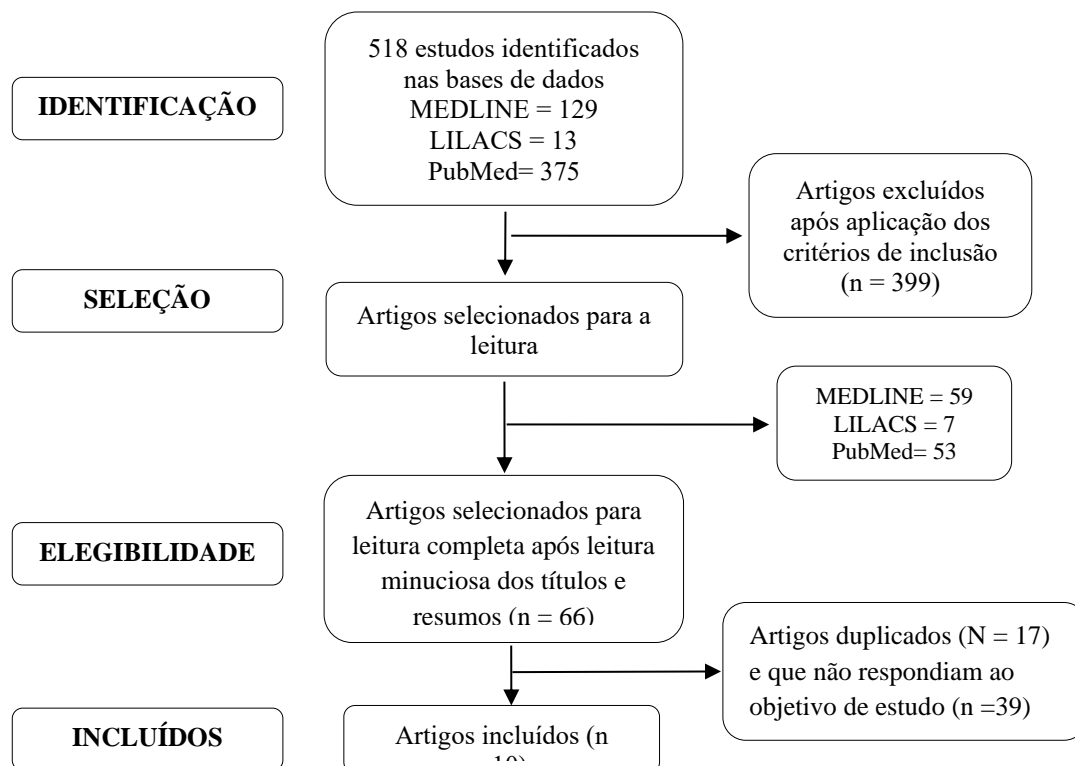 IDENTIFICAÇÃO
518 estudos identificados
nas bases de dados
MEDLINE = 129
LILACS = 13
PubMed= 375
Artigos excluídos
após aplicação dos
critérios de inclusão
(n = 399)
SELEÇÃO
Artigos selecionados para a
leitura
MEDLINE = 59
LILACS = 7
PubMed= 53
ELEGIBILIDADE
Artigos selecionados para
leitura completa após leitura
minuciosa dos títulos e
resumos (n = 66)
Artigos duplicados (N = 17)
e que não respondiam ao
objetivo de estudo (n =39)
INCLUÍDOS
Artigos incluídos (n
10)